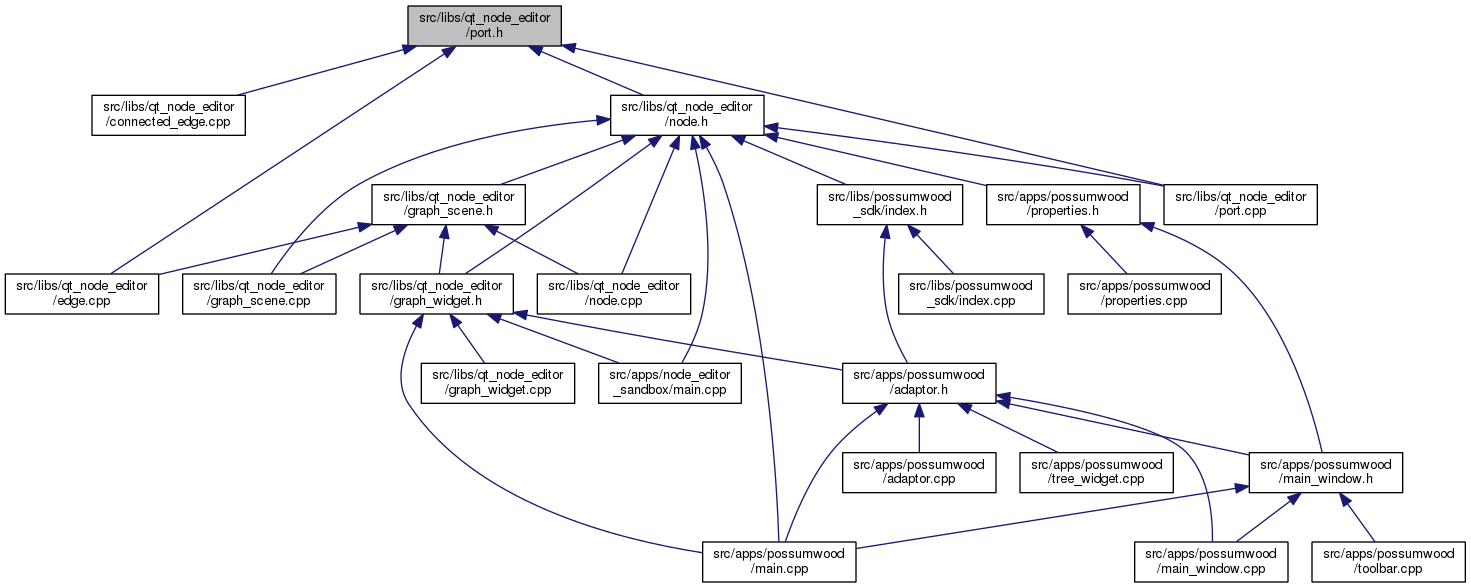 src/libs/qt_node_editor
/port.h
src/libs/qt_node_editor
/connected_edge.cpp
src/libs/qt_node_editor
/node.h
src/libs/qt_node_editor
/graph_scene.h
src/libs/possumwood
_sdk/index.h
src/apps/possumwood
/properties.h
src/libs/qt_node_editor
/port.cpp
src/libs/qt_node_editor
/edge.cpp
src/libs/qt_node_editor
/graph_scene.cpp
src/libs/qt_node_editor
/graph_widget.h
src/libs/qt_node_editor
/node.cpp
src/libs/possumwood
_sdk/index.cpp
src/apps/possumwood
/properties.cpp
src/libs/qt_node_editor
/graph_widget.cpp
src/apps/node_editor
_sandbox/main.cpp
src/apps/possumwood
/adaptor.h
src/apps/possumwood
/adaptor.cpp
src/apps/possumwood
/tree_widget.cpp
src/apps/possumwood
/main_window.h
src/apps/possumwood
/main.cpp
src/apps/possumwood
/main_window.cpp
src/apps/possumwood
/toolbar.cpp